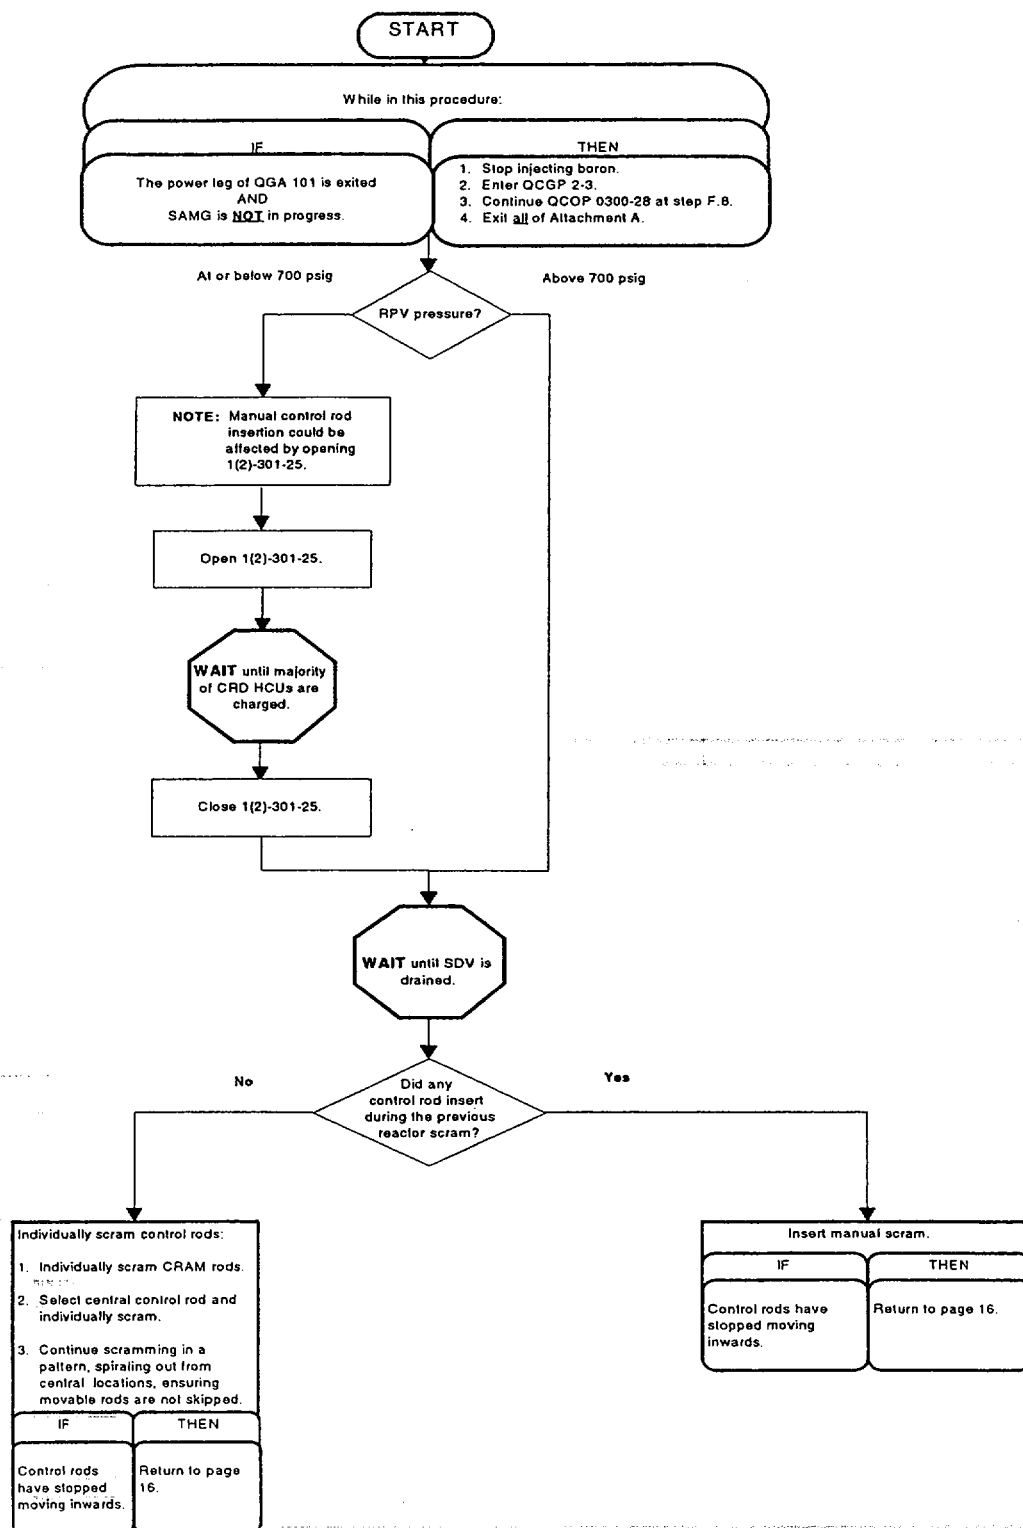 START
While in this procedure:
IF
THEN
The power leg of QGA 101 is exited
AND
SAMG is NOT in progress.
1. Stop injecting boron.
2. Enter QCGP 2-3.
3. Continue QCOP 0300-28 at step F.8.
4. Exit all of Attachment A.
At or below 700 psig
Above 700 psig
RPV pressure?
NOTE: Manual control rod
insertion could be
affected by opening
1(2)-301-25.
Open 1(2)-301-25.
WAIT until majority
of CRD HCUs are
charged.
Close 1(2)-301-25.
WAIT until SDV is
drained.
No
Yes
Did any
control rod insert
during the previous
reactor scram?
Individually scram control rods:
1. Individually scram CRAM rods.
2. Select central control rod and
individually scram.
3. Continue scramming in a
pattern, spiraling out from
central locations, ensuring
movable rods are not skipped.
IF
THEN
Control rods
have stopped
moving inwards.
Return to page
16.
Insert manual scram.
IF
THEN
Control rods have
stopped moving
inwards.
Return to page 16.